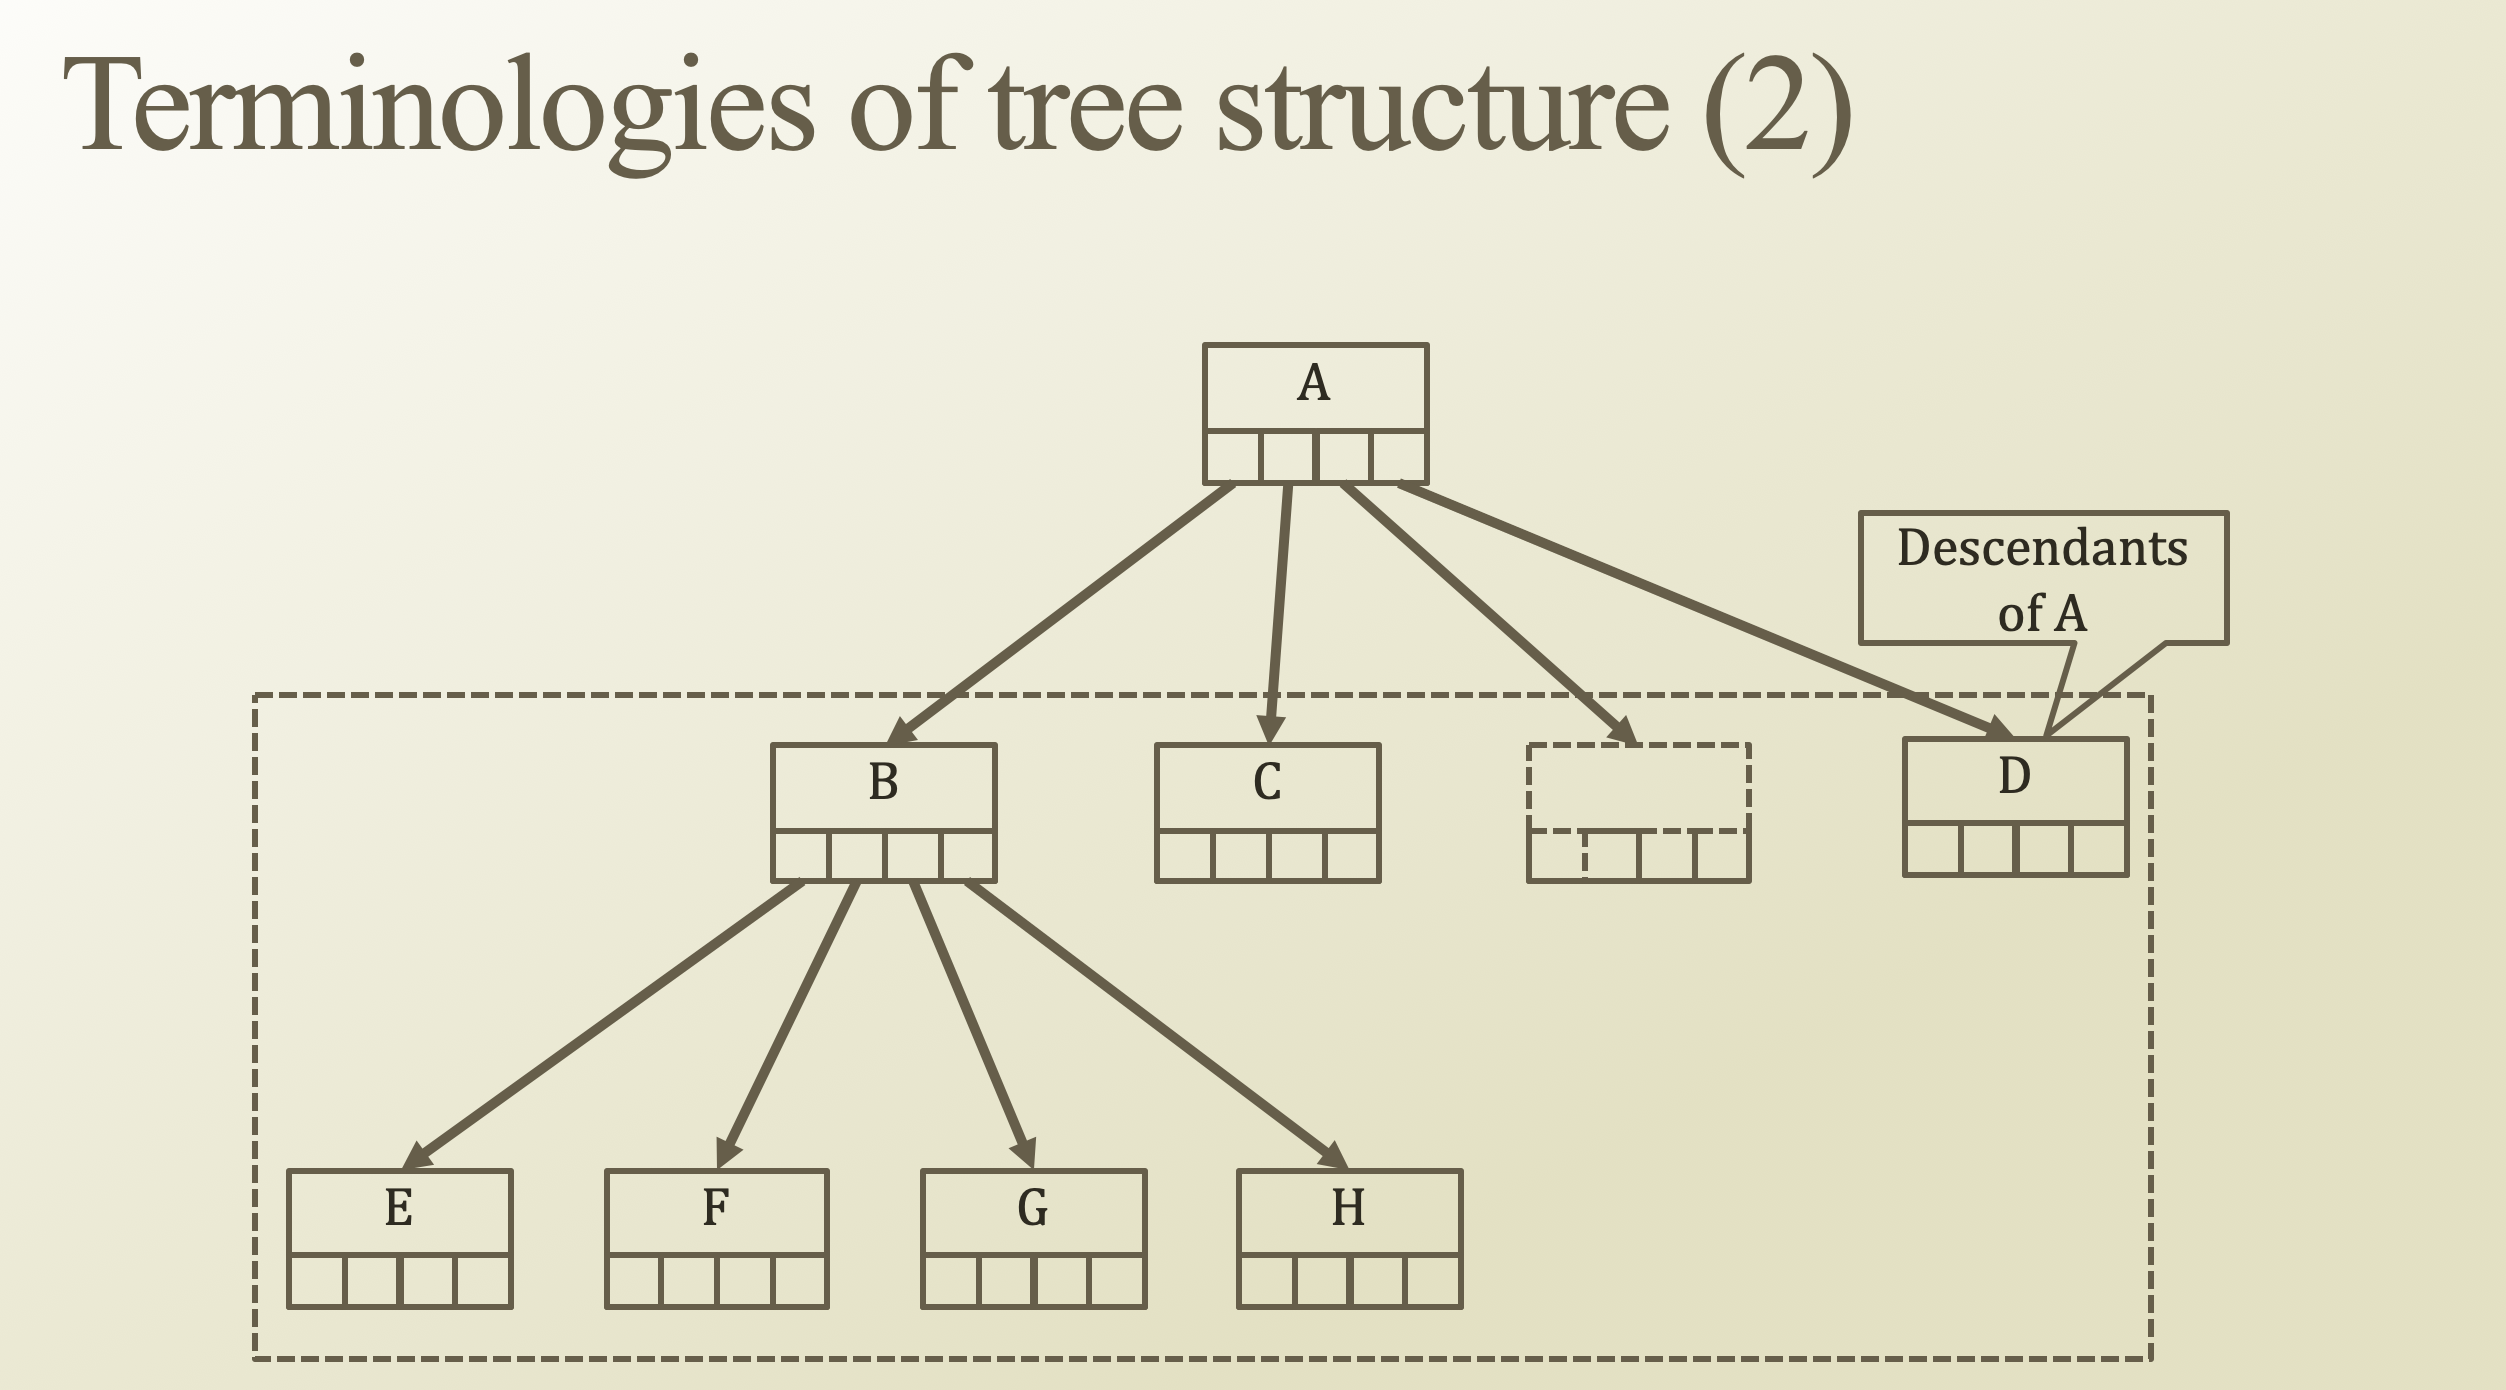 Terminologies of tree structure (2)
A
Descendants
of A
B
C
D
E
F
G
H